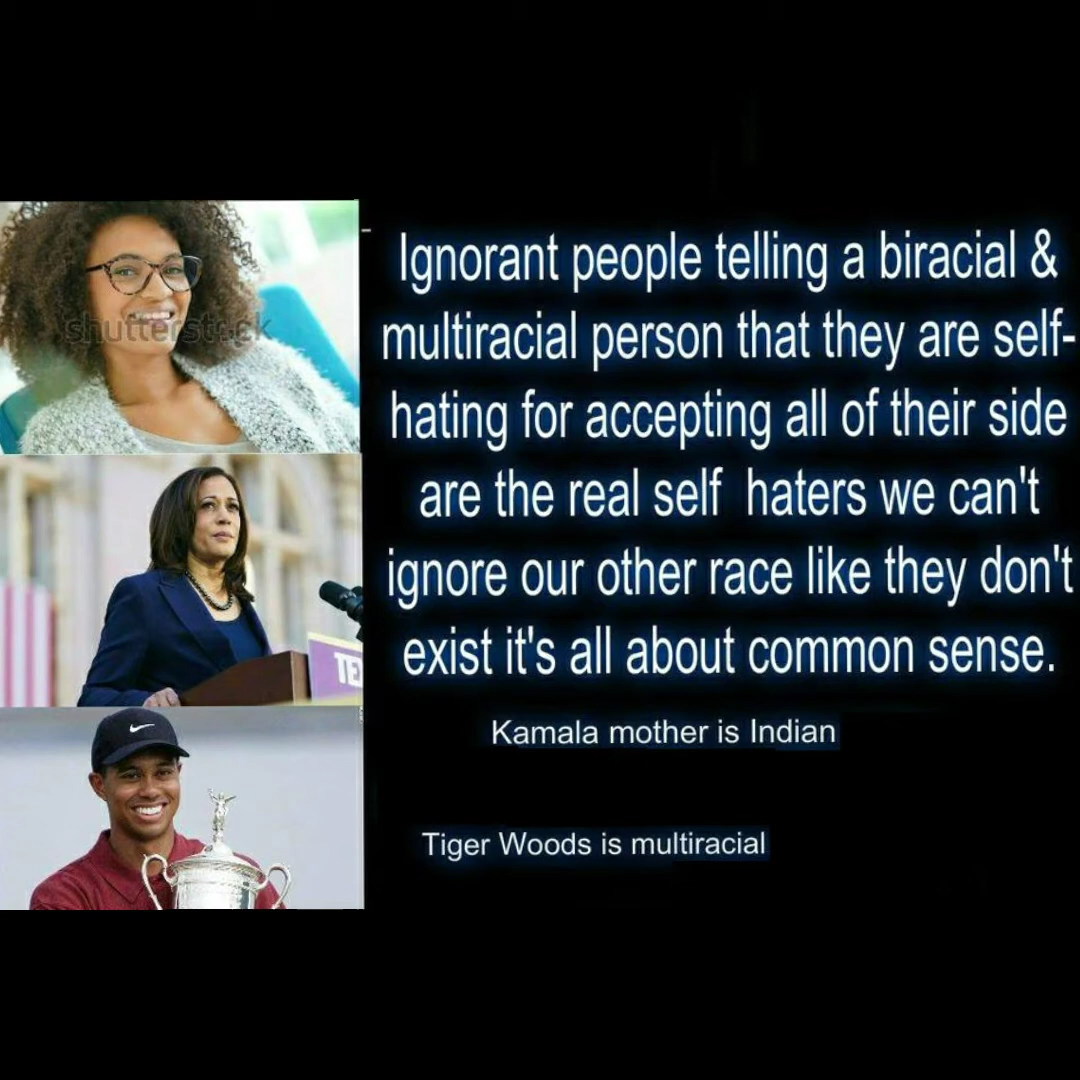 Ignorant people telling a biracial &
multiracial person that they are self-
hating for accepting all of their side
are the real self haters we can't
ignore our other race like they don't
exist it's all about common sense.
Kamala mother is Indian
Tiger Woods is multiracial
shutterstock
TE